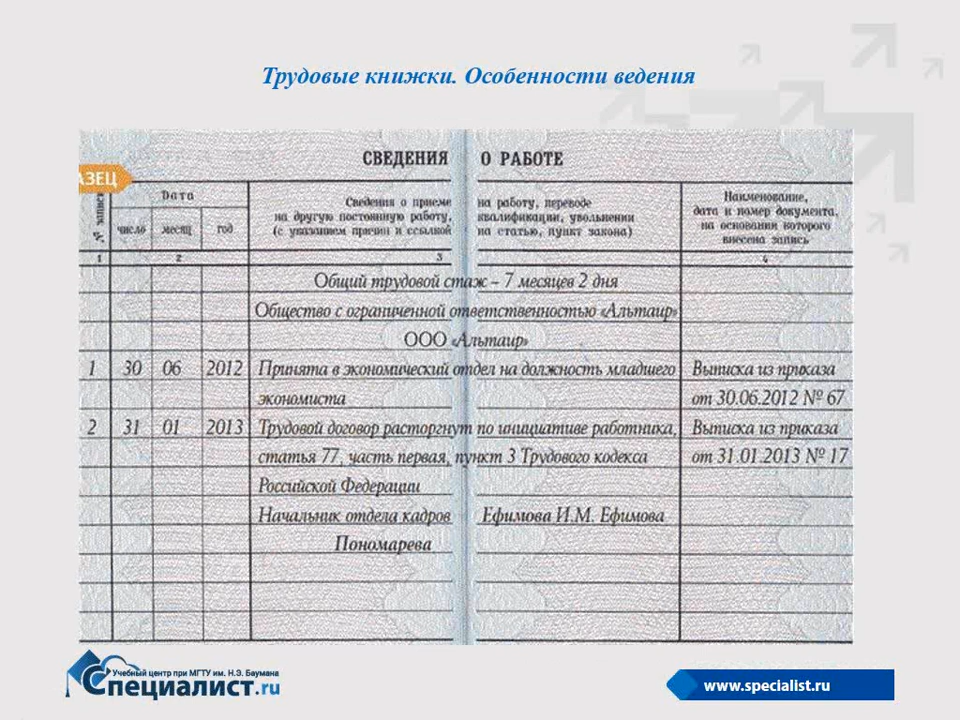 Трудовые книжки. Особенности ведения
СВЕДЕНИЯ О РАБОТЕ
АЗЕЦ
№ записи
Дата
число месяц год
Сведения о приеме на работу, переводе
на другую постоянную работу, квалификации, увольнении
(с указанием причин и ссылкой на статью, пункт закона)
Наименование,
дата и номер документа,
на основании которого
внесена запись
1 2 3 4
Общий трудовой стаж – 7 месяцев 2 дня
Общество с ограниченной ответственностью «Альтаир»
ООО «Альтаир»
1 30 06 2012 Принята в экономический отдел на должность младшего Выписка из приказа
экономиста от 30.06.2012 № 67
2 31 01 2013 Трудовой договор расторгнут по инициативе работника, Выписка из приказа
статья 77, часть первая, пункт 3 Трудового кодекса от 31.01.2013 № 17
Российской Федерации
Начальник отдела кадров Ефимова И.М. Ефимова
Пономарева
Учебный центр при МГТУ им. Н.Э. Баумана
Специалист.ru
www.specialist.ru